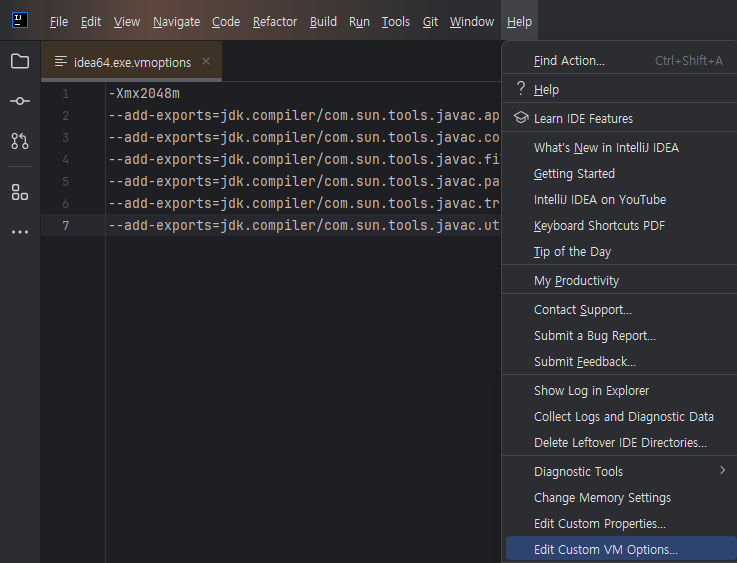 IJ
File Edit View Navigate Code Refactor Build Run Tools Git Window Help
idea64.exe.vmoptions
1 -Xmx2048m
2 --add-exports=jdk.compiler/com.sun.tools.javac.ap
3 --add-exports=jdk.compiler/com.sun.tools.javac.co
4 --add-exports=jdk.compiler/com.sun.tools.javac.fi
5 --add-exports=jdk.compiler/com.sun.tools.javac.pa
6 --add-exports=jdk.compiler/com.sun.tools.javac.tr
7 --add-exports=jdk.compiler/com.sun.tools.javac.ut
Find Action... Ctrl+Shift+A
? Help
Learn IDE Features
What's New in IntelliJ IDEA
Getting Started
IntelliJ IDEA on YouTube
Keyboard Shortcuts PDF
Tip of the Day
My Productivity
Contact Support...
Submit a Bug Report...
Submit Feedback...
Show Log in Explorer
Collect Logs and Diagnostic Data
Delete Leftover IDE Directories...
Diagnostic Tools
Change Memory Settings
Edit Custom Properties...
Edit Custom VM Options...